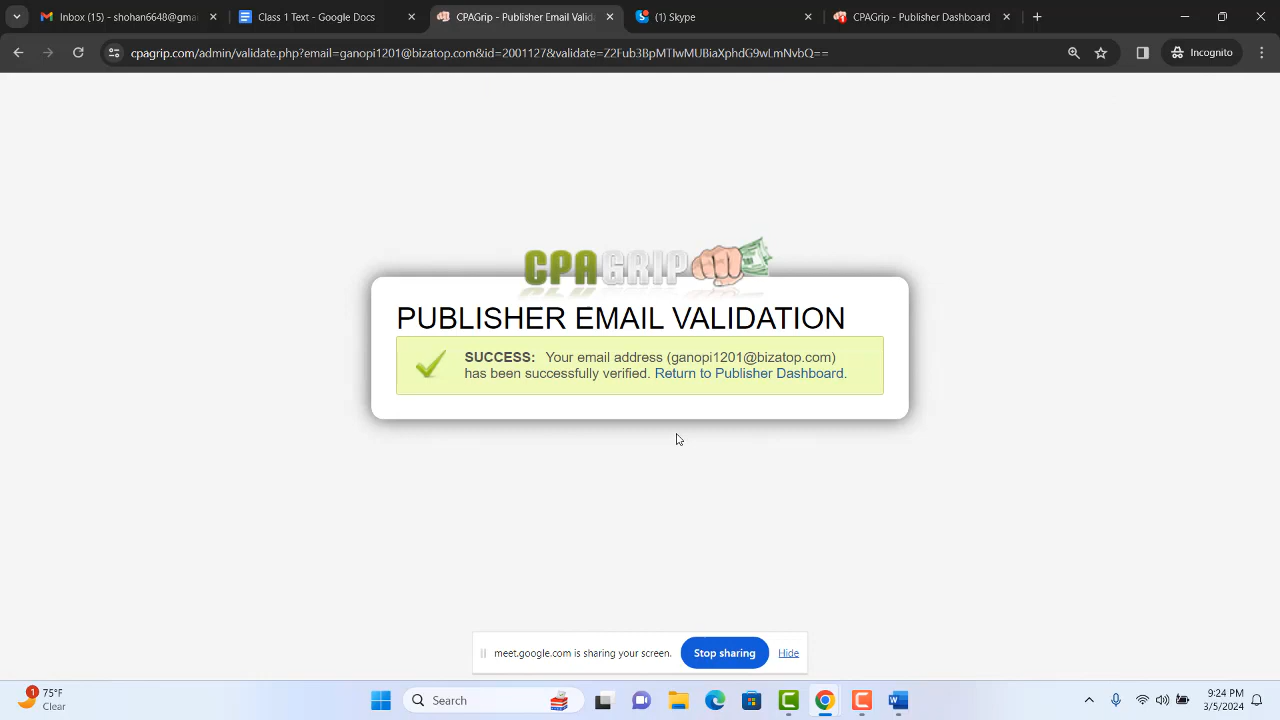 Inbox (15) - shohan6648@gmai
Class 1 Text - Google Docs
CPAGrip - Publisher Email Valida
(1) Skype
CPAGrip - Publisher Dashboard
cpagrip.com/admin/validate.php?email=ganopi1201@bizatop.com&id=2001127&validate=Z2Fub3BpMTIwMUBiaXphdG9wLmNvbQ==
Incognito
CPAGRIP
PUBLISHER EMAIL VALIDATION
SUCCESS: Your email address (ganopi1201@bizatop.com)
has been successfully verified. Return to Publisher Dashboard.
meet.google.com is sharing your screen.
Stop sharing
Hide
1
75°F
Clear
Search
9:24 PM
3/5/2024